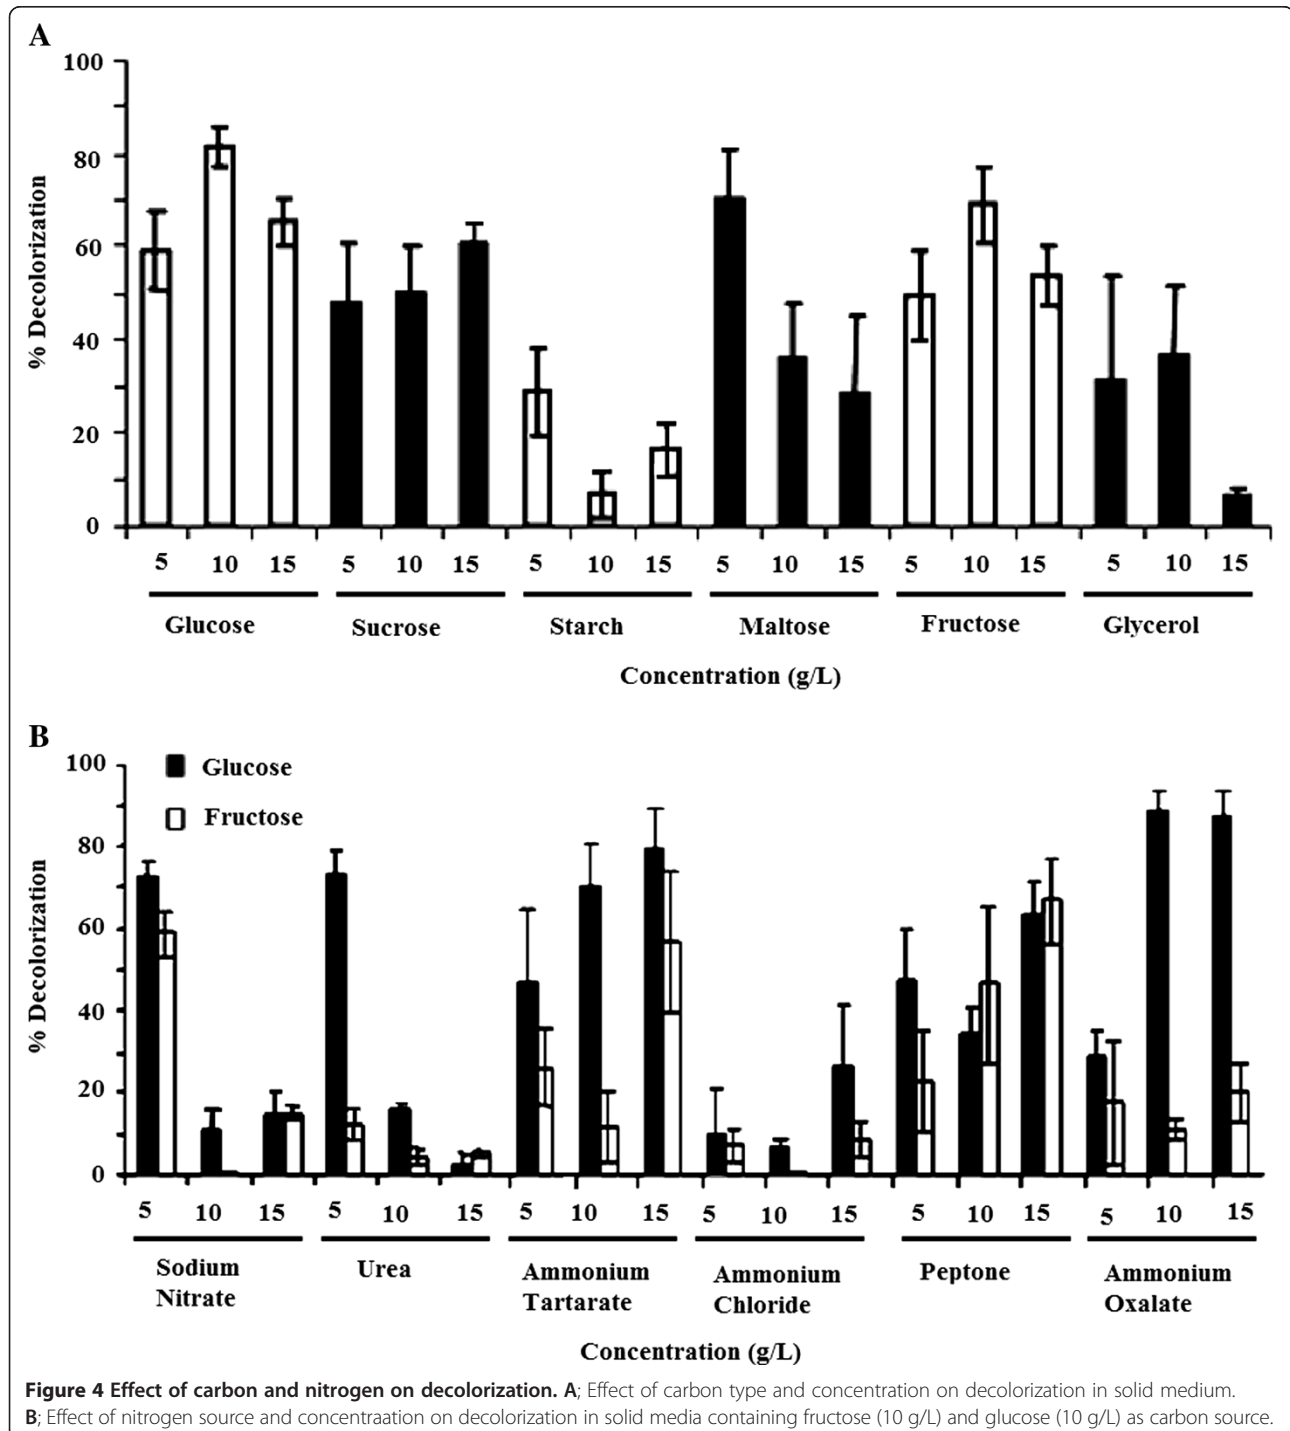 A
100
80
60
40
20
0
% Decolorization
5 10 15 5 10 15 5 10 15 5 10 15 5 10 15 5 10 15
Glucose Sucrose Starch Maltose Fructose Glycerol
Concentration (g/L)
B
100
80
60
40
20
0
% Decolorization
Glucose
Fructose
5 10 15 5 10 15 5 10 15 5 10 15 5 10 15 5 10 15
Sodium Urea Ammonium Ammonium Peptone Ammonium
Nitrate Tartarate Chloride Oxalate
Concentration (g/L)
Figure 4 Effect of carbon and nitrogen on decolorization. A; Effect of carbon type and concentration on decolorization in solid medium.
B; Effect of nitrogen source and concentraation on decolorization in solid media containing fructose (10 g/L) and glucose (10 g/L) as carbon source.